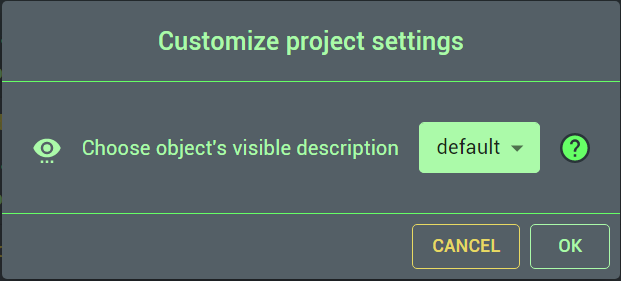 Customize project settings
Choose object's visible description
default
?
CANCEL
OK